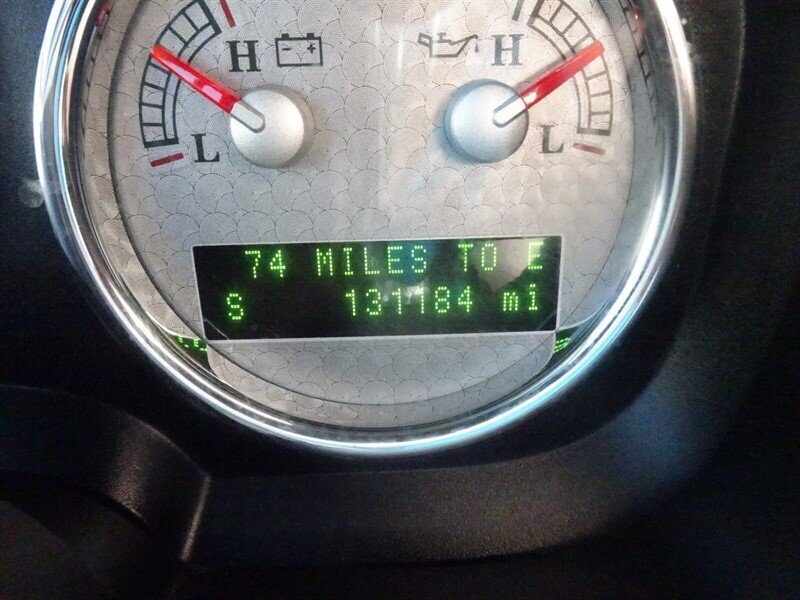 H H
L L
74 MILES TO E
S 131184 mi